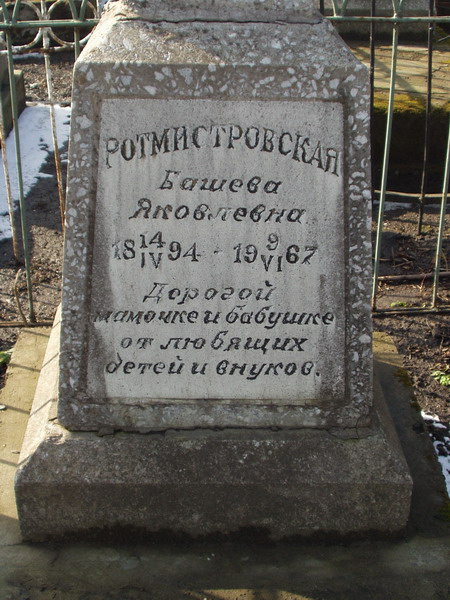 РОТМИСТРОВСКАЯ
Башева
Яковлевна
18 14/IV 94 - 19 9/VI 67
Дорогой
мамочке и бабушке
от любящих
детей и внуков.